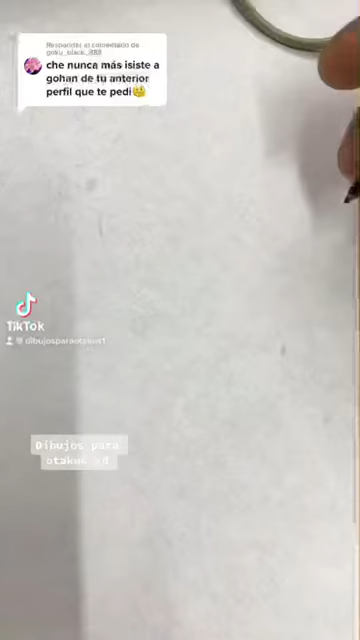 Responder al comentario de
goku_black_888
che nunca más isiste a
gohan de tu anterior
perfil que te pedi😔
TikTok
Dibujos para
otakus xd